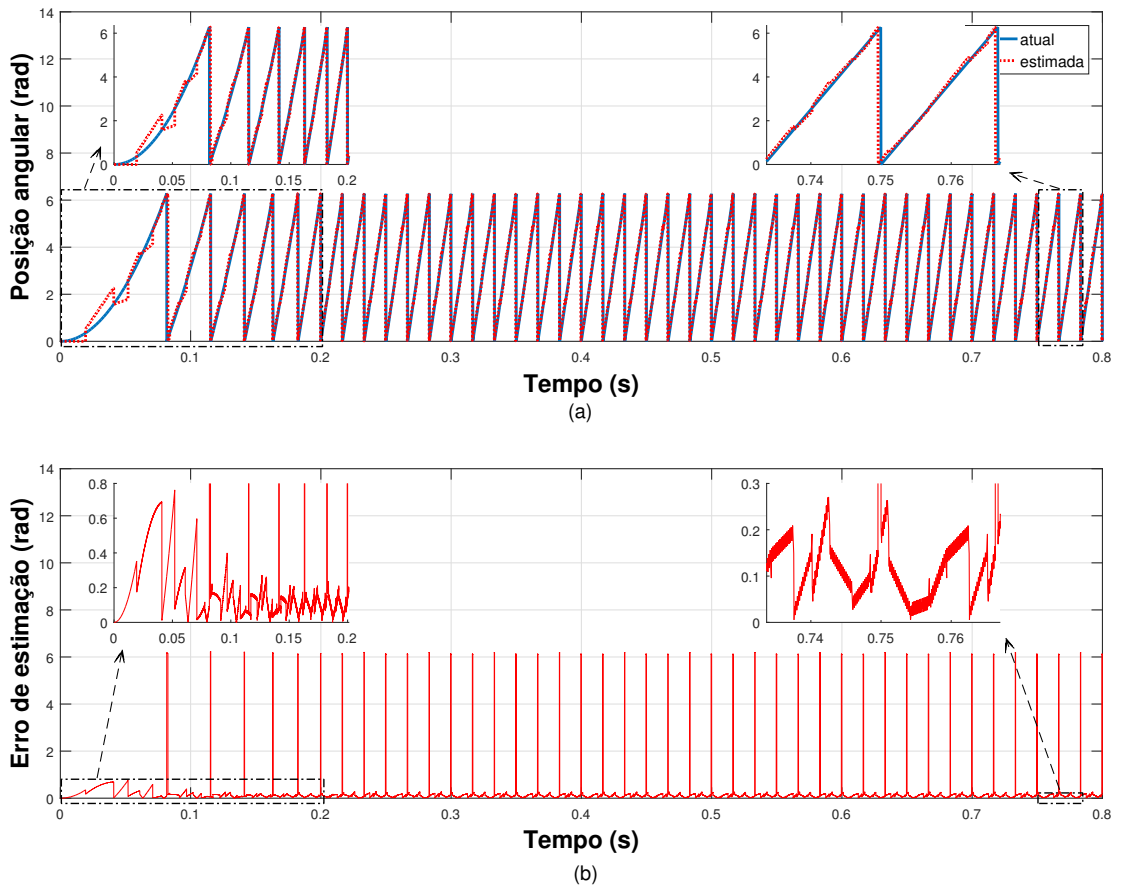 14
12
10
8
6
4
2
0
Posição angular (rad)
6
4
2
0
0 0.05 0.1 0.15 0.2
6
4
2
0
0.74 0.75 0.76
atual
estimada
0 0.1 0.2 0.3 0.4 0.5 0.6 0.7 0.8
Tempo (s)
(a)
14
12
10
8
6
4
2
0
Erro de estimação (rad)
0.8
0.6
0.4
0.2
0
0 0.05 0.1 0.15 0.2
0.3
0.2
0.1
0
0.74 0.75 0.76
0 0.1 0.2 0.3 0.4 0.5 0.6 0.7 0.8
Tempo (s)
(b)